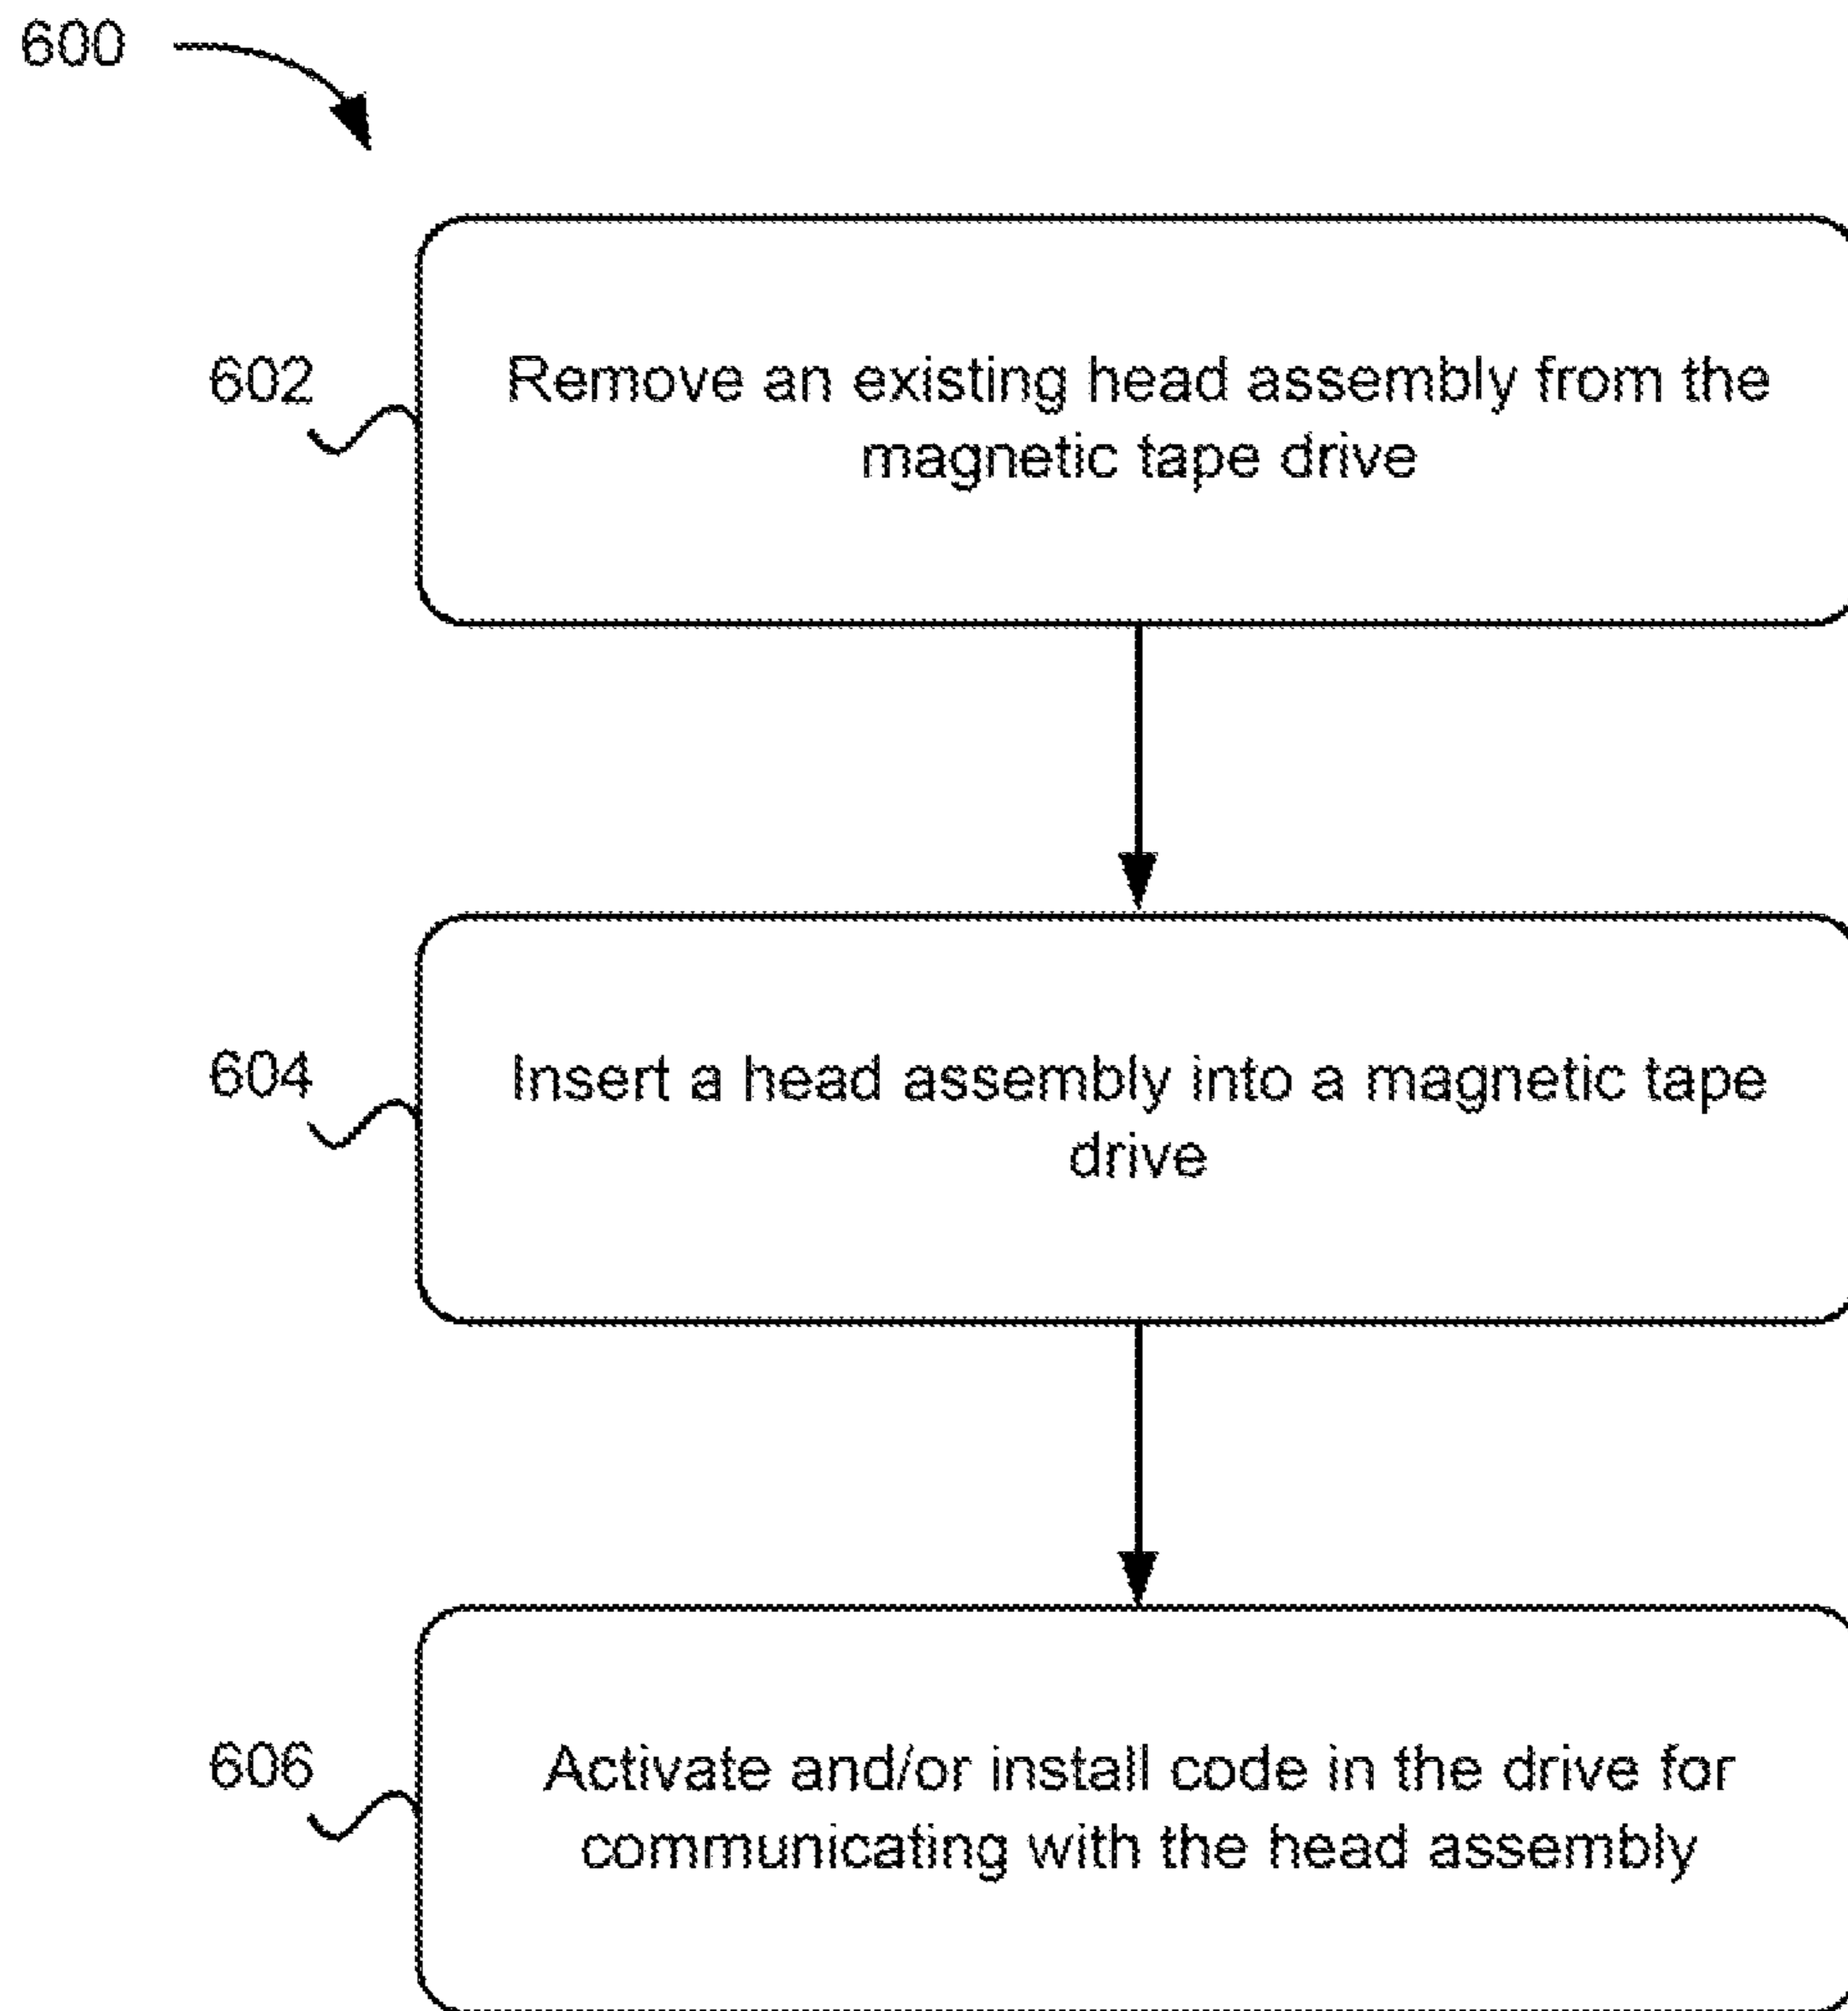 600
602
Remove an existing head assembly from the
magnetic tape drive
604
Insert a head assembly into a magnetic tape
drive
606
Activate and/or install code in the drive for
communicating with the head assembly